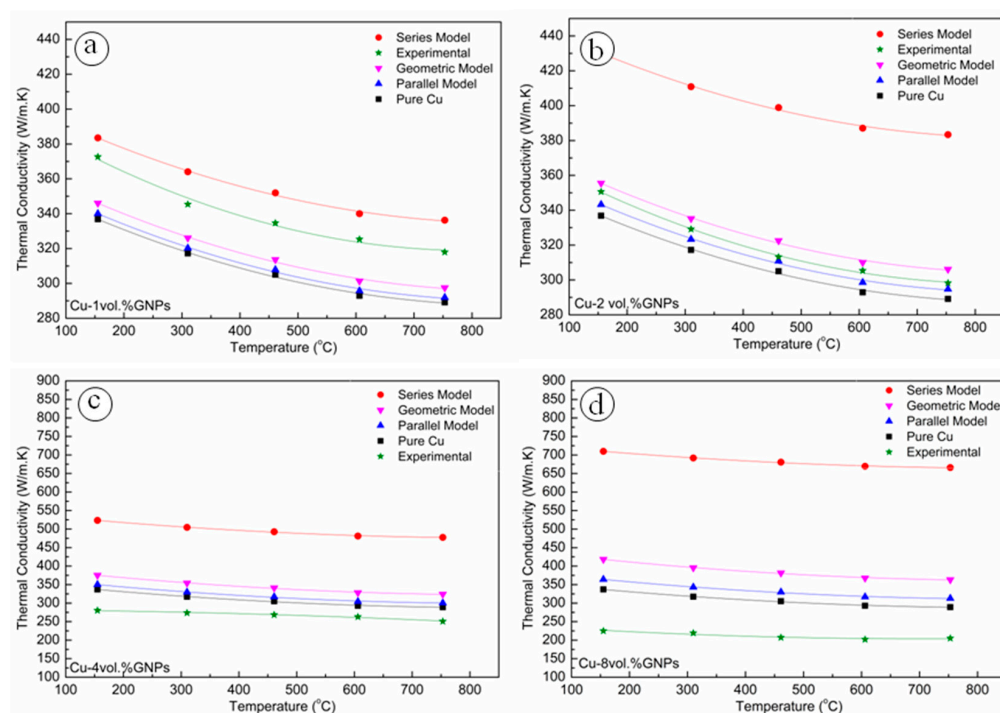 a
Series Model
Experimental
Geometric Model
Parallel Model
Pure Cu
440
420
400
380
360
340
320
300
280
Thermal Conductivity (W/m.K)
Cu-1vol.%GNPs
100 200 300 400 500 600 700 800
Temperature (°C)
b
Series Model
Experimental
Geometric Model
Parallel Model
Pure Cu
440
420
400
380
360
340
320
300
280
Thermal Conductivity (W/m.K)
Cu-2 vol.%GNPs
100 200 300 400 500 600 700 800
Temperature (°C)
c
Series Model
Geometric Model
Parallel Model
Pure Cu
Experimental
900
850
800
750
700
650
600
550
500
450
400
350
300
250
200
150
100
Thermal Conductivity (W/m.K)
Cu-4vol.%GNPs
100 200 300 400 500 600 700 800
Temperature (°C)
d
Series Model
Geometric Model
Parallel Model
Pure Cu
Experimental
900
850
800
750
700
650
600
550
500
450
400
350
300
250
200
150
100
Thermal Conductivity (W/m.K)
Cu-8vol.%GNPs
100 200 300 400 500 600 700 800
Temperature (°C)